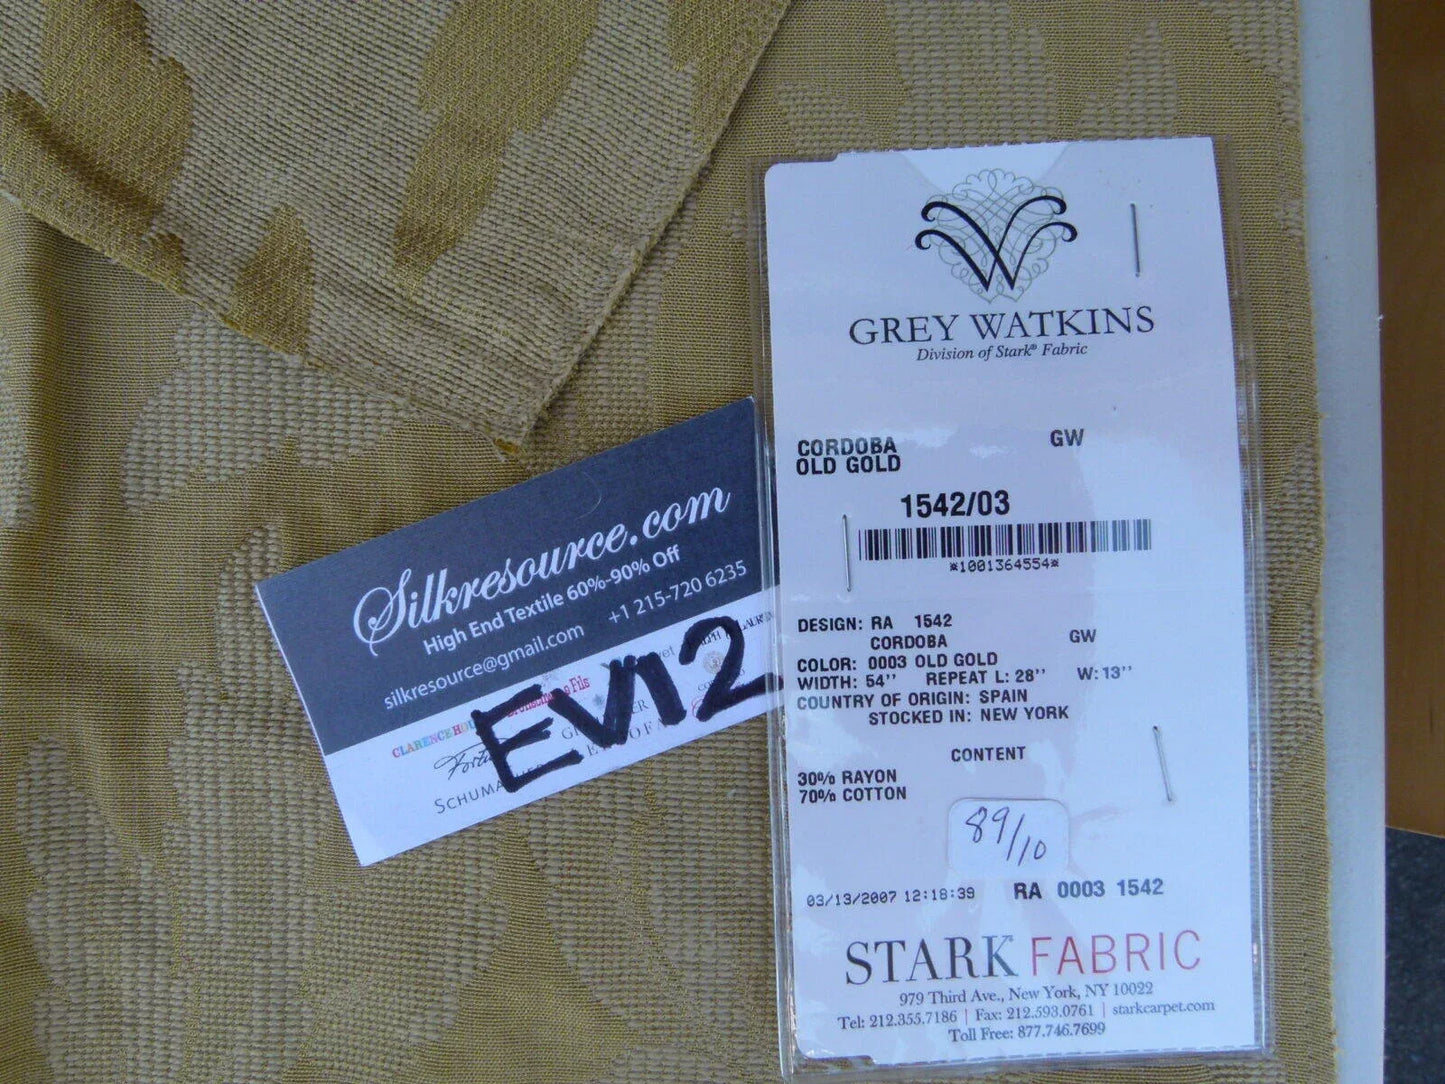 Silkresource.com
High End Textile 60%-90% Off
silkresource@gmail.com +1 215-720 6235
EV12
CLARENCE
Fils
SCHUMA
GREY WATKINS
Division of Stark® Fabric
CORDOBA GW
OLD GOLD
1542/03
*1001364554*
DESIGN: RA 1542
CORDOBA GW
COLOR: 0003 OLD GOLD
WIDTH: 54'' REPEAT L: 28'' W: 13''
COUNTRY OF ORIGIN: SPAIN
STOCKED IN: NEW YORK
CONTENT
30% RAYON
70% COTTON
89/10
03/13/2007 12:18:39 RA 0003 1542
STARK FABRIC
979 Third Ave., New York, NY 10022
Tel: 212.355.7186 | Fax: 212.593.0761 | starkcarpet.com
Toll Free: 877.746.7699